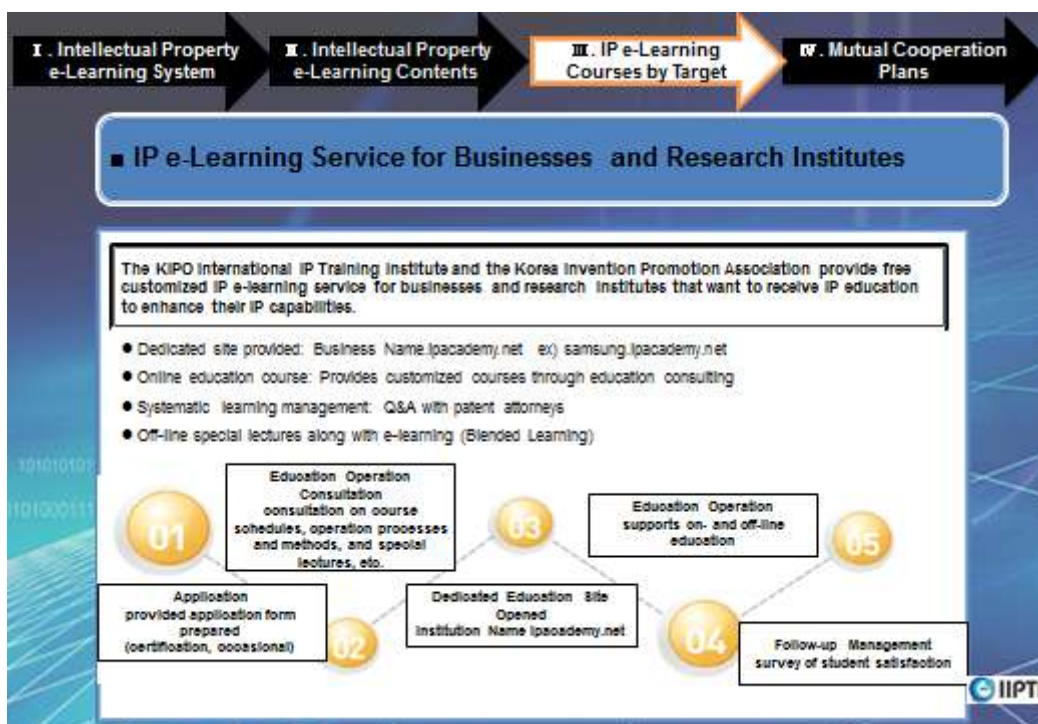 Ⅰ. Intellectual Property
e-Learning System
Ⅱ. Intellectual Property
e-Learning Contents
Ⅲ. IP e-Learning
Courses by Target
Ⅳ. Mutual Cooperation
Plans
■ IP e-Learning Service for Businesses and Research Institutes
The KIPO International IP Training Institute and the Korea Invention Promotion Association provide free
customized IP e-learning service for businesses and research institutes that want to receive IP education
to enhance their IP capabilities.
● Dedicated site provided: Business Name.ipacademy.net ex) samsung.ipacademy.net
● Online education course: Provides customized courses through education consulting
● Systematic learning management: Q&A with patent attorneys
● Off-line special lectures along with e-learning (Blended Learning)
101010101
1101000111
01
Education Operation
Consultation
consultation on course
schedules, operation processes
and methods, and special
lectures, etc.
03
Education Operation
supports on- and off-line
education
05
Application
provided application form
prepared
(certification, occasional)
02
Dedicated Education Site
Opened
Institution Name ipacademy.net
04
Follow-up Management
survey of student satisfaction
IIPTI